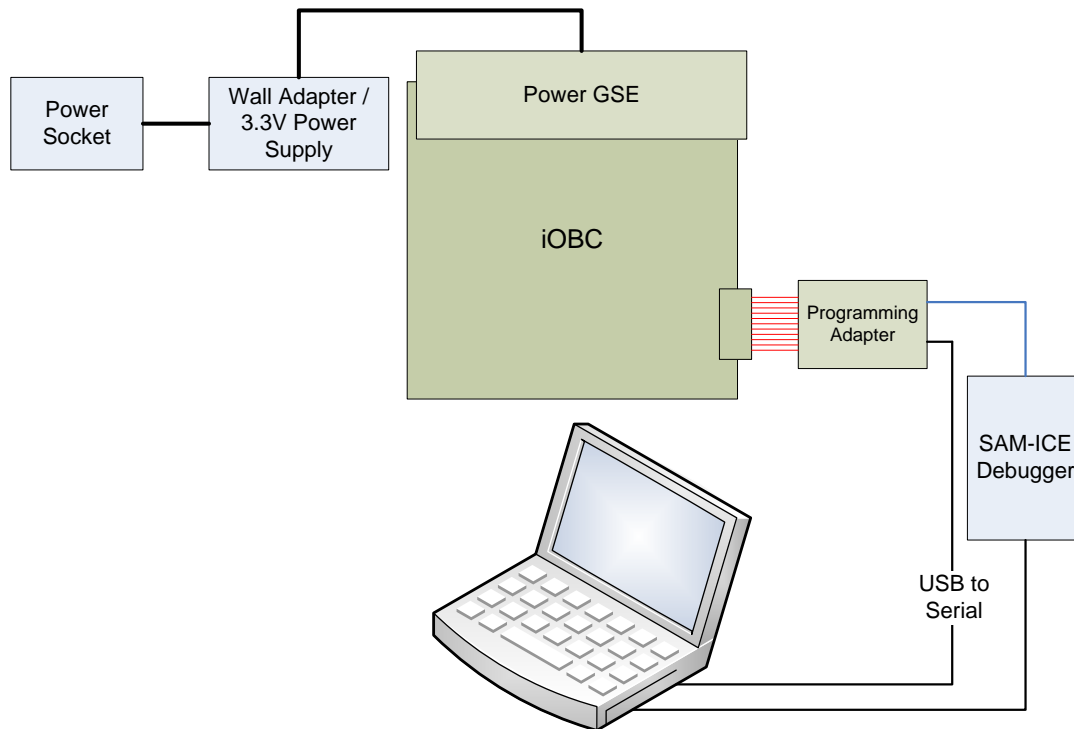 Power
Socket
Wall Adapter /
3.3V Power
Supply
Power GSE
iOBC
Programming
Adapter
SAM-ICE
Debugger
USB to
Serial